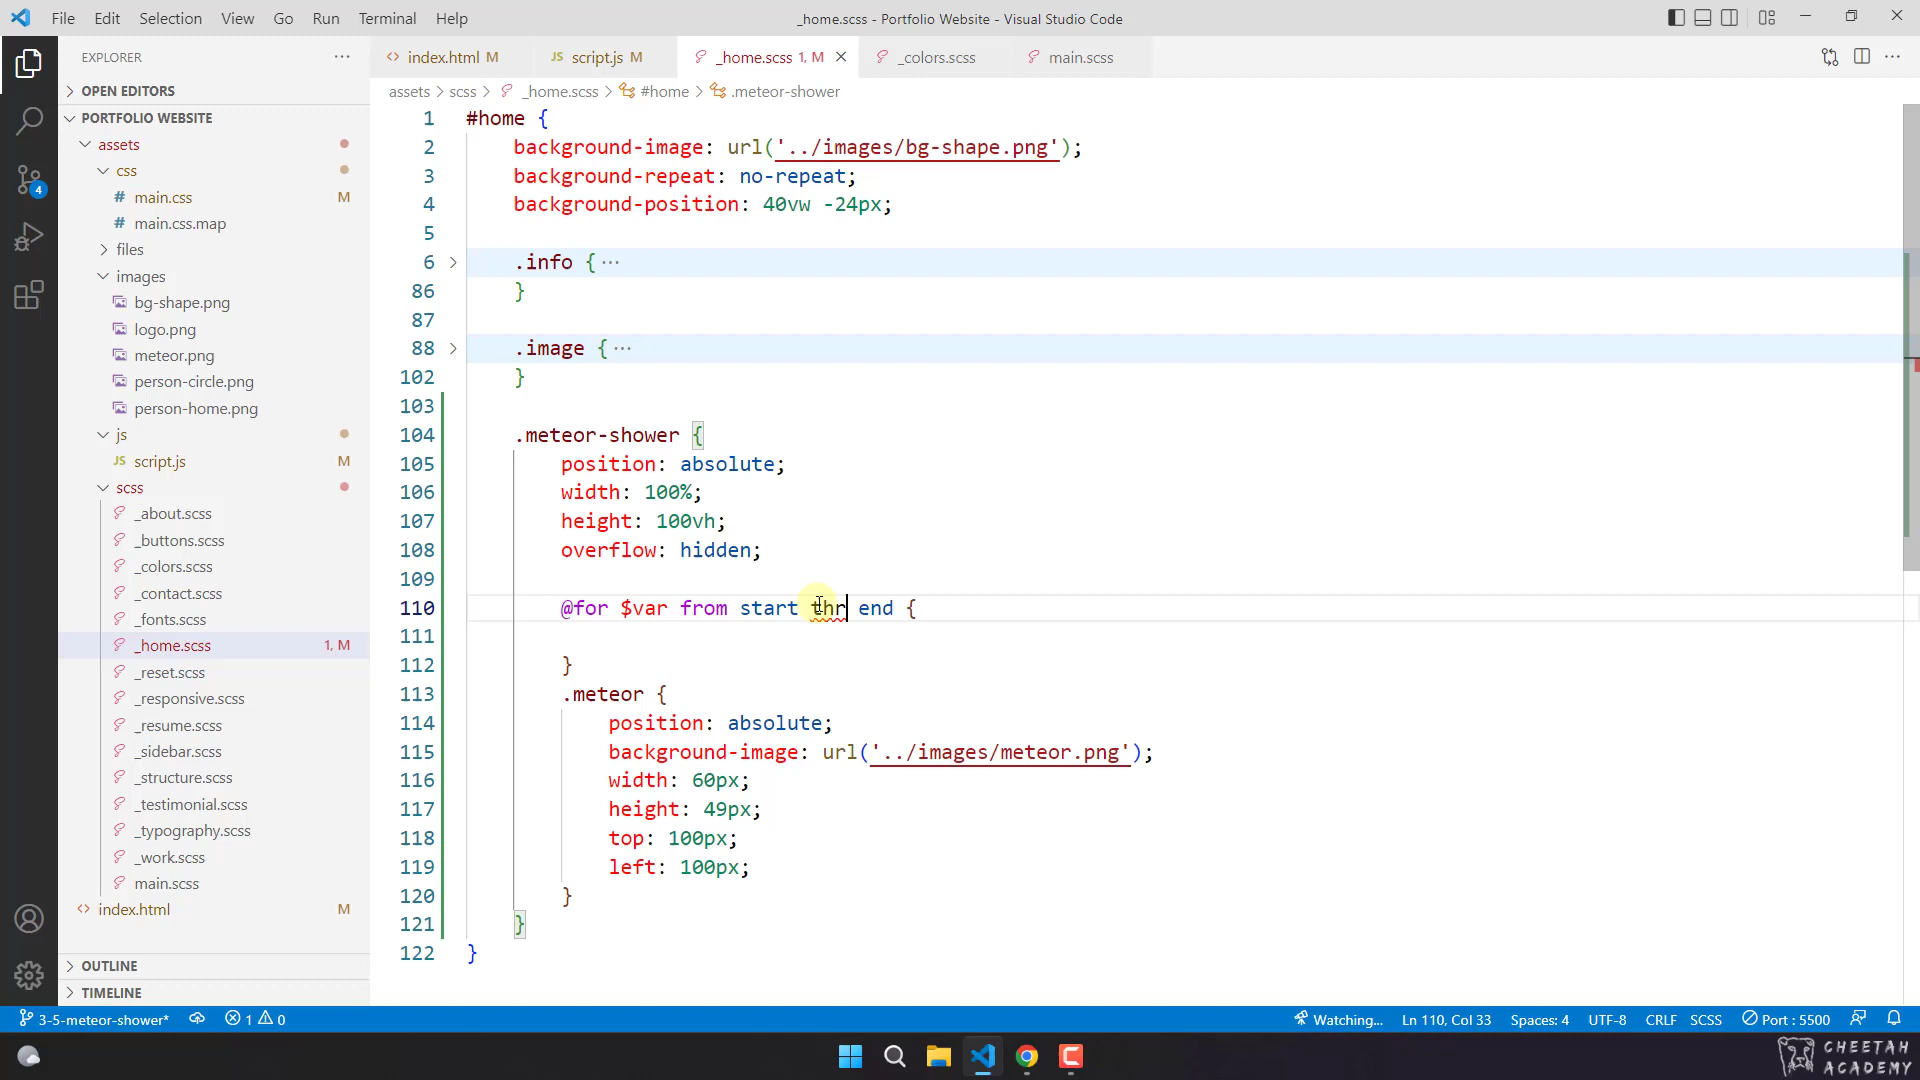 File Edit Selection View Go Run Terminal Help
_home.scss - Portfolio Website - Visual Studio Code
EXPLORER
index.html M
JS script.js M
_home.scss 1, M
_colors.scss
main.scss
OPEN EDITORS
assets > scss > _home.scss > #home > .meteor-shower
PORTFOLIO WEBSITE
assets
css
# main.css M
# main.css.map
files
images
bg-shape.png
logo.png
meteor.png
person-circle.png
person-home.png
js
JS script.js M
scss
_about.scss
_buttons.scss
_colors.scss
_contact.scss
_fonts.scss
_home.scss 1, M
_reset.scss
_responsive.scss
_resume.scss
_sidebar.scss
_structure.scss
_testimonial.scss
_typography.scss
_work.scss
main.scss
index.html M
OUTLINE
TIMELINE
4
1 #home {
2 background-image: url('../images/bg-shape.png');
3 background-repeat: no-repeat;
4 background-position: 40vw -24px;
5
6 .info {···
86 }
87
88 .image {···
102 }
103
104 .meteor-shower {
105 position: absolute;
106 width: 100%;
107 height: 100vh;
108 overflow: hidden;
109
110 @for $var from start thr end {
111
112 }
113 .meteor {
114 position: absolute;
115 background-image: url('../images/meteor.png');
116 width: 60px;
117 height: 49px;
118 top: 100px;
119 left: 100px;
120 }
121 }
122 }
3-5-meteor-shower* 1 0 Watching... Ln 110, Col 33 Spaces: 4 UTF-8 CRLF SCSS Port : 5500
CHEETAH
ACADEMY